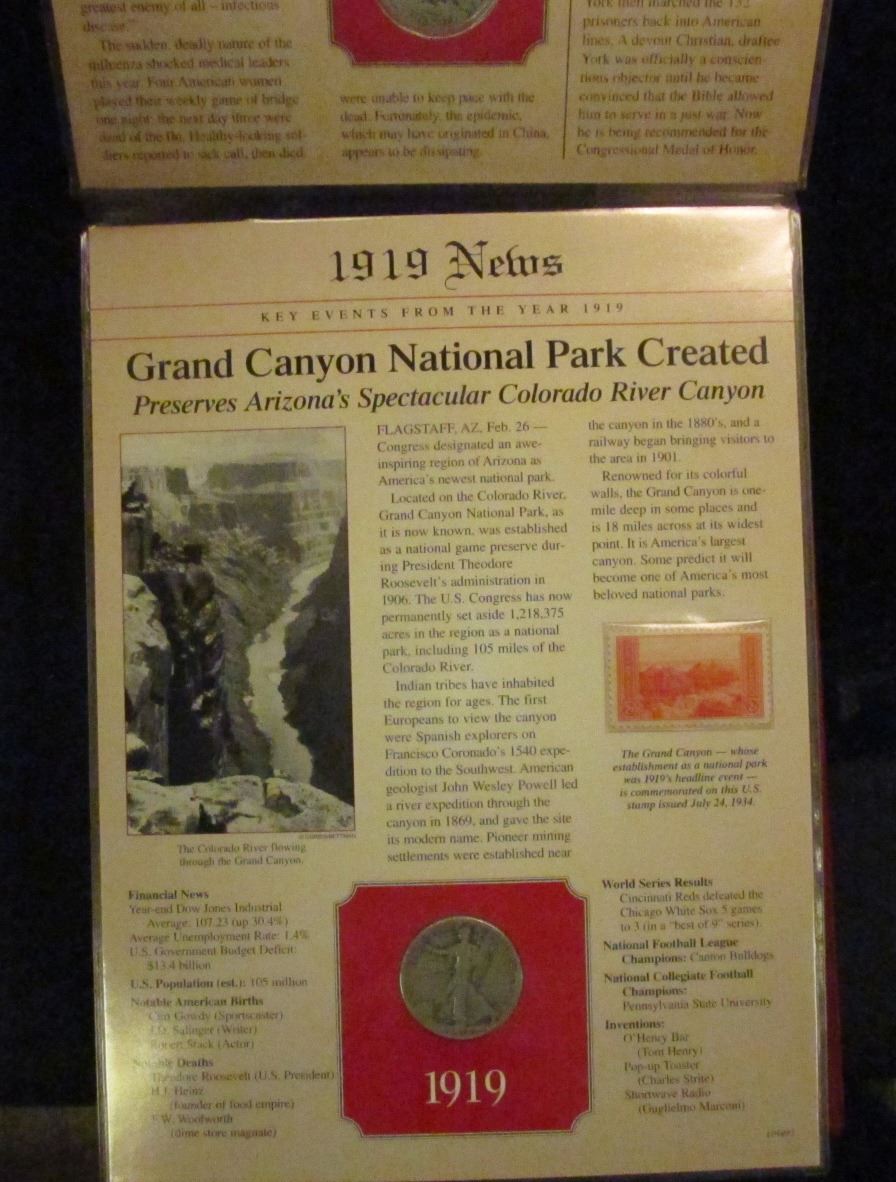 greatest enemy of all – infectious
disease."
The sudden, deadly nature of the
influenza shocked medical leaders
this year. Four American women
played their weekly game of bridge
one night; the next day three were
dead of the flu. Healthy-looking sol-
diers reported to sick call, then died
were unable to keep pace with the
dead. Fortunately, the epidemic,
which may have originated in China,
appears to be dissipating.
York then marched the 132
prisoners back into American
lines. A devout Christian, draftee
York was officially a conscien-
tious objector until he became
convinced that the Bible allowed
him to serve in a just war. Now
he is being recommended for the
Congressional Medal of Honor.
1919 News
KEY EVENTS FROM THE YEAR 1919
Grand Canyon National Park Created
Preserves Arizona's Spectacular Colorado River Canyon
The Colorado River flowing
through the Grand Canyon.
FLAGSTAFF, AZ, Feb. 26 —
Congress designated an awe-
inspiring region of Arizona as
America's newest national park.
Located on the Colorado River,
Grand Canyon National Park, as
it is now known, was established
as a national game preserve dur-
ing President Theodore
Roosevelt's administration in
1906. The U.S. Congress has now
permanently set aside 1,218,375
acres in the region as a national
park, including 105 miles of the
Colorado River.
Indian tribes have inhabited
the region for ages. The first
Europeans to view the canyon
were Spanish explorers on
Francisco Coronado's 1540 expe-
dition to the Southwest. American
geologist John Wesley Powell led
a river expedition through the
canyon in 1869, and gave the site
its modern name. Pioneer mining
settlements were established near
the canyon in the 1880's, and a
railway began bringing visitors to
the area in 1901.
Renowned for its colorful
walls, the Grand Canyon is one-
mile deep in some places and
is 18 miles across at its widest
point. It is America's largest
canyon. Some predict it will
become one of America's most
beloved national parks.
The Grand Canyon — whose
establishment as a national park
was 1919's headline event —
is commemorated on this U.S.
stamp issued July 24, 1934.
Financial News
Year-end Dow Jones Industrial
Average: 107.23 (up 30.4%)
Average Unemployment Rate: 1.4%
U.S. Government Budget Deficit:
$13.4 billion
U.S. Population (est.): 105 million
Notable American Births
Curt Gowdy (Sportscaster)
J.D. Salinger (Writer)
Robert Stack (Actor)
Notable Deaths
Theodore Roosevelt (U.S. President)
H.J. Heinz
(founder of food empire)
F.W. Woolworth
(dime store magnate)
1919
World Series Results
Cincinnati Reds defeated the
Chicago White Sox 5 games
to 3 (in a "best of 9" series).
National Football League
Champions: Canton Bulldogs
National Collegiate Football
Champions:
Pennsylvania State University
Inventions:
O'Henry Bar
(Tom Henry)
Pop-up Toaster
(Charles Strite)
Shortwave Radio
(Guglielmo Marconi)